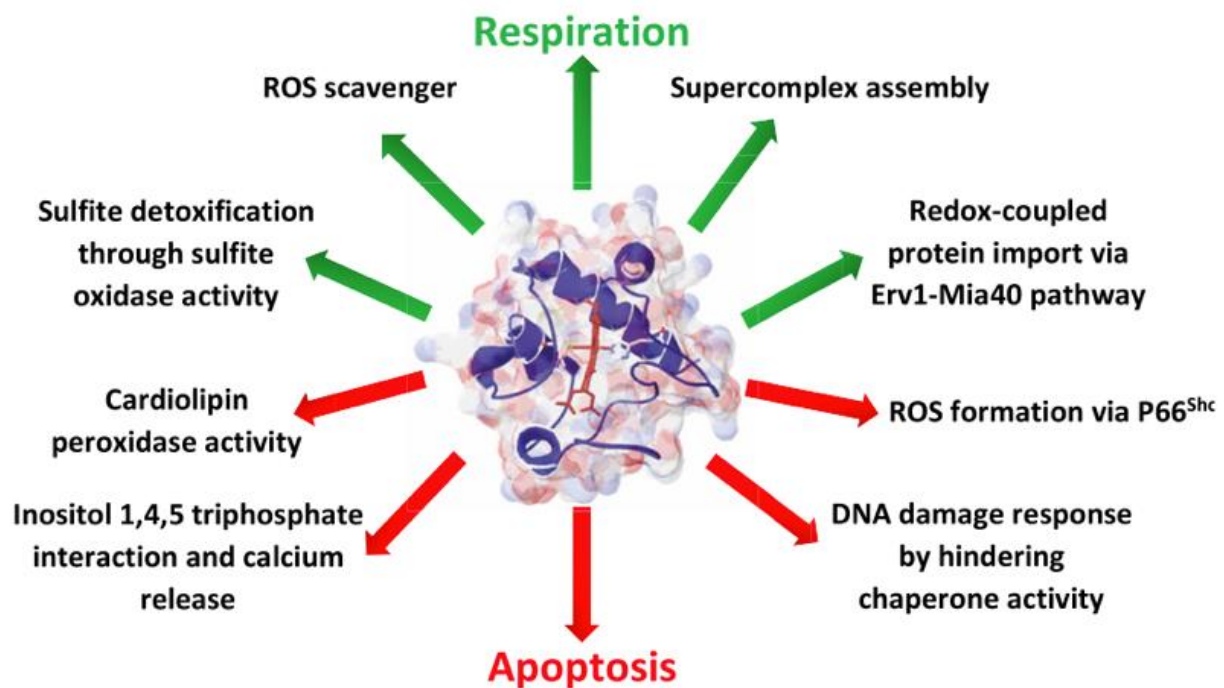 Respiration
ROS scavenger
Supercomplex assembly
Sulfite detoxification
through sulfite
oxidase activity
Redox-coupled
protein import via
Erv1-Mia40 pathway
Cardiolipin
peroxidase activity
ROS formation via P66Shc
Inositol 1,4,5 triphosphate
interaction and calcium
release
DNA damage response
by hindering
chaperone activity
Apoptosis